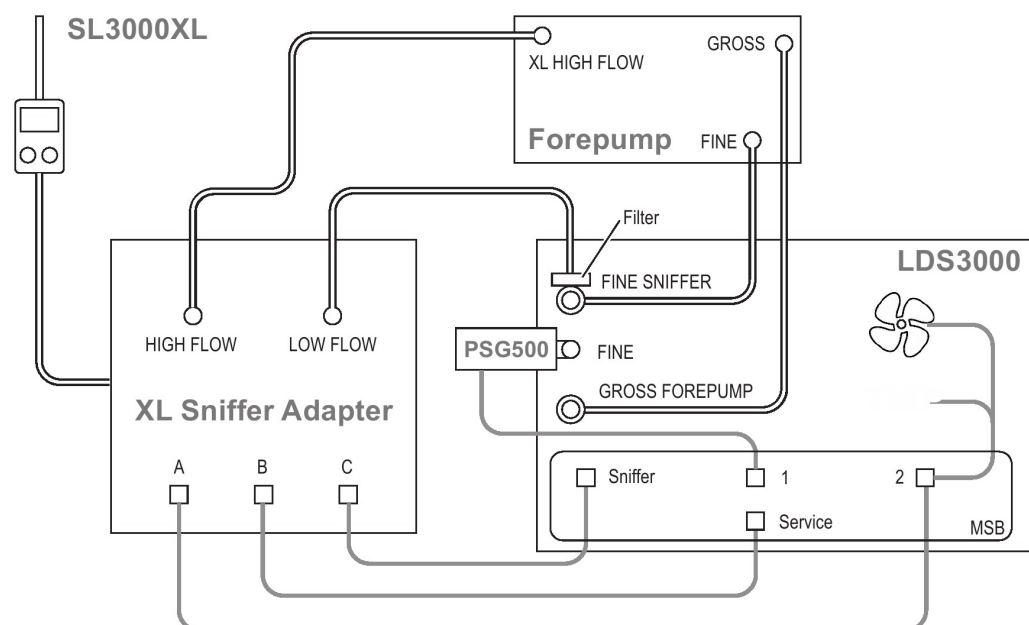 SL3000XL
XL HIGH FLOW
GROSS
Forepump
FINE
Filter
LDS3000
FINE SNIFFER
HIGH FLOW
LOW FLOW
PSG500
FINE
XL Sniffer Adapter
GROSS FOREPUMP
A
B
C
Sniffer
1
2
Service
MSB